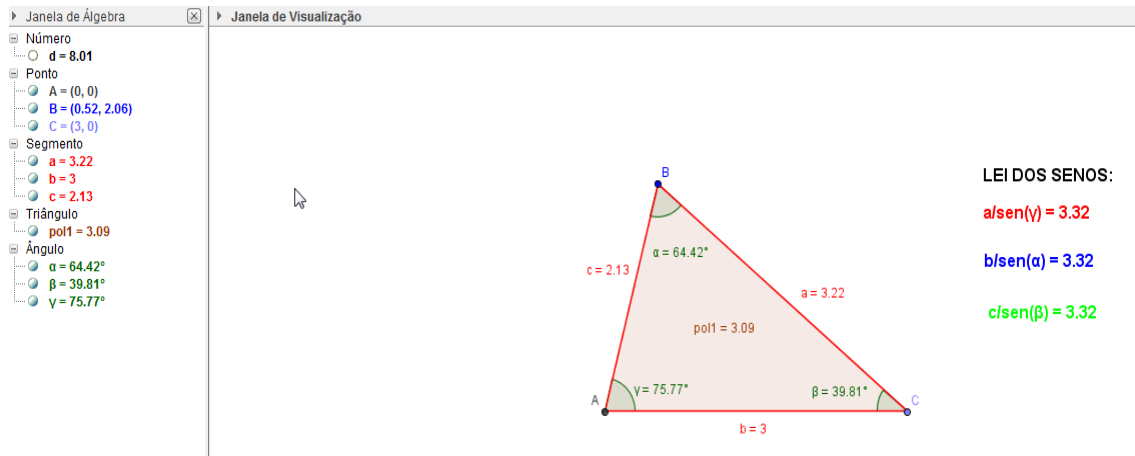 Janela de Álgebra
Número
d = 8.01
Ponto
A = (0, 0)
B = (0.52, 2.06)
C = (3, 0)
Segmento
a = 3.22
b = 3
c = 2.13
Triângulo
pol1 = 3.09
Ângulo
α = 64.42°
β = 39.81°
γ = 75.77°
Janela de Visualização
B
α = 64.42°
c = 2.13
a = 3.22
pol1 = 3.09
γ = 75.77°
β = 39.81°
A
C
b = 3
LEI DOS SENOS:
a/sen(γ) = 3.32
b/sen(α) = 3.32
c/sen(β) = 3.32